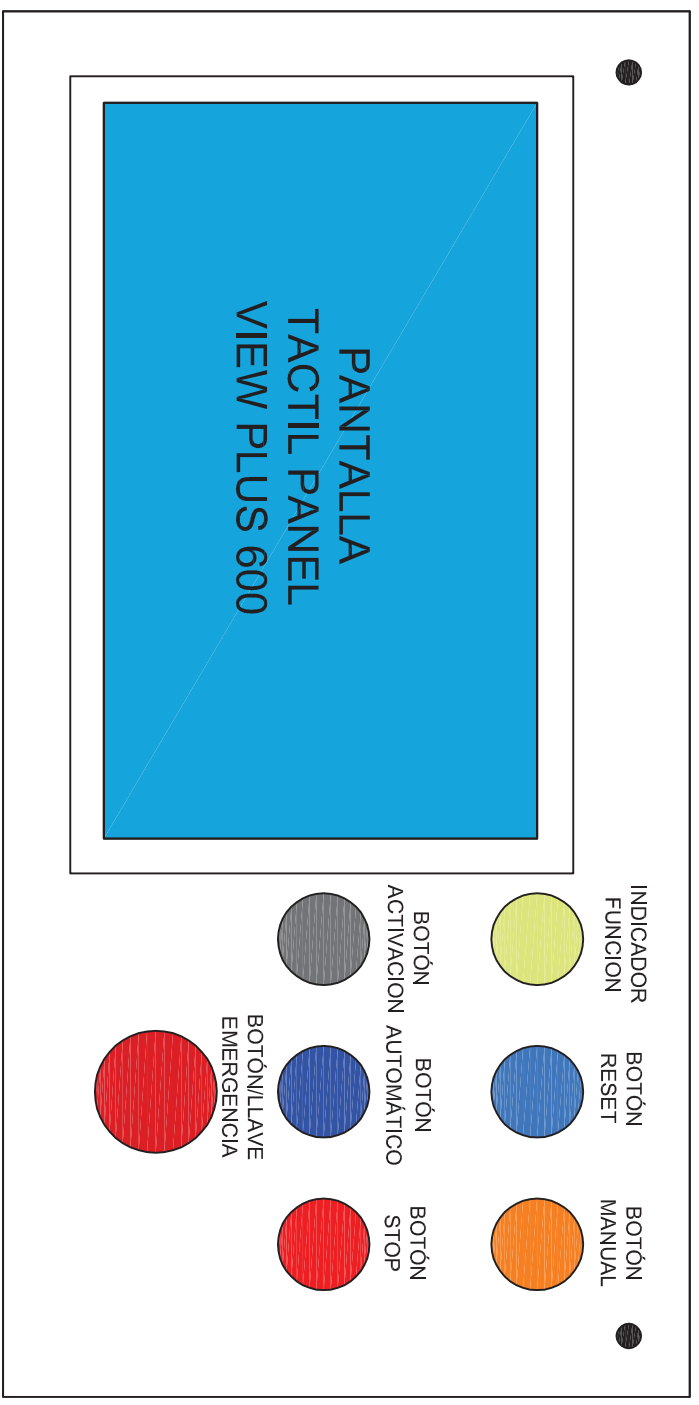 PANTALLA
TACTIL PANEL
VIEW PLUS 600
INDICADOR
FUNCION
BOTÓN
RESET
BOTÓN
MANUAL
BOTÓN
ACTIVACION
BOTÓN
AUTOMÁTICO
BOTÓN
STOP
BOTÓN/LLAVE
EMERGENCIA